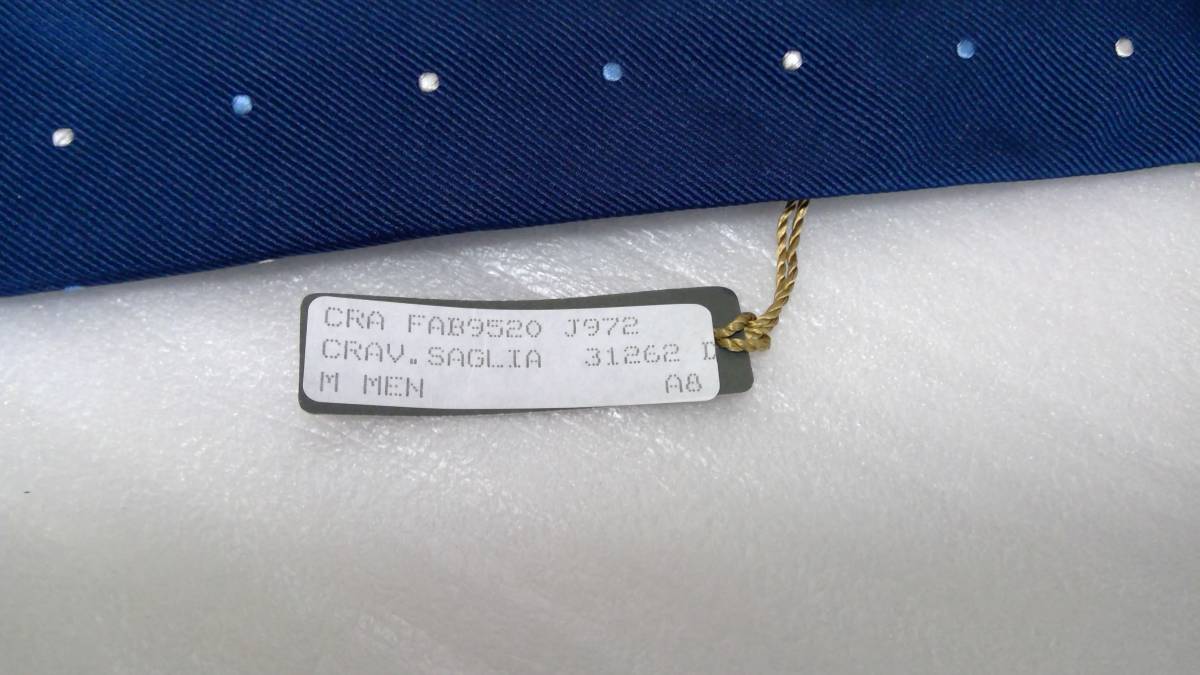 CRA FAB9520 J972
CRAV.SAGLIA 31262 D
M MEN A8